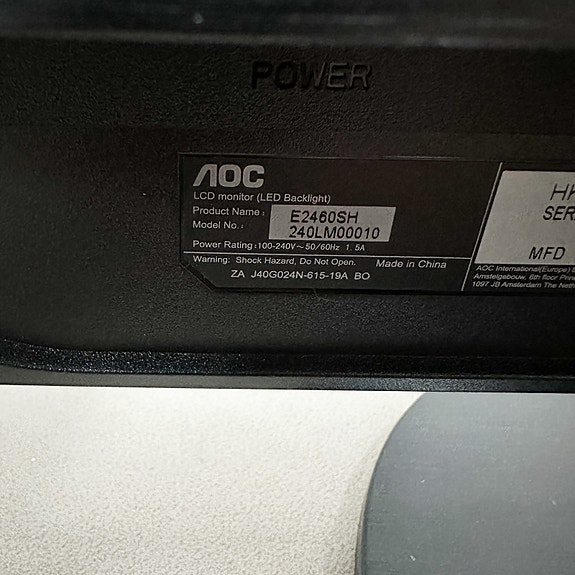 POWER
AOC
LCD monitor (LED Backlight)
Product Name : E2460SH
Model No. : 240LM00010
Power Rating : 100-240V~50/60Hz 1.5A
Warning: Shock Hazard, Do Not Open. Made in China
ZA J40G024N-615-19A BO
SER
MFD
AOC International(Europe)
Amstelgebouw, 6th floor
1097 JB Amsterdam The